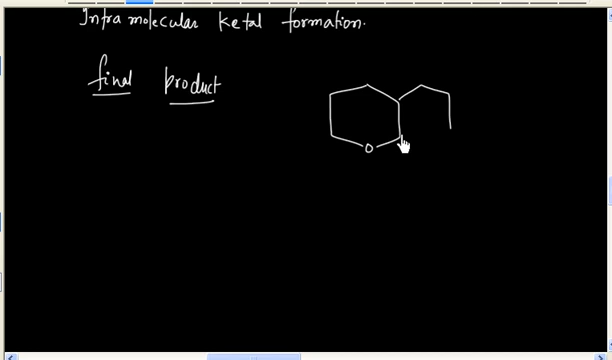 Intra molecular Ketal formation.
final product
O